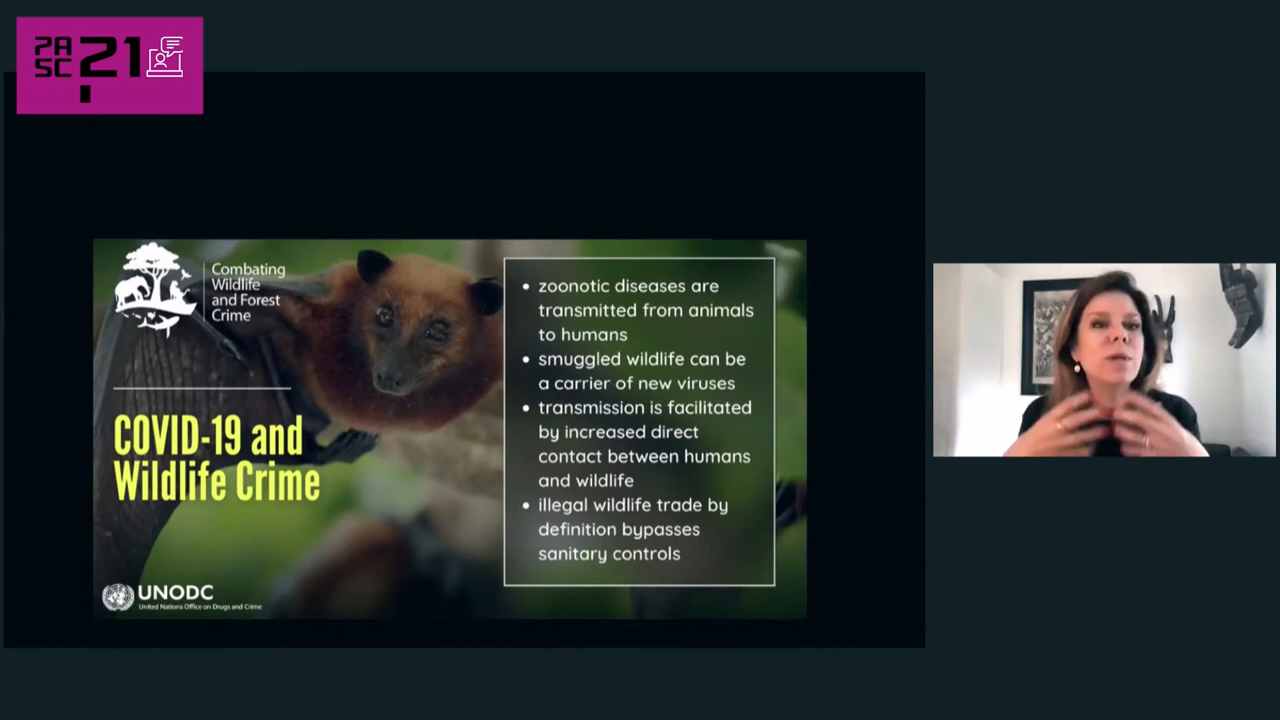 PA
SC 21
Combating
Wildlife
and Forest
Crime
COVID-19 and
Wildlife Crime
UNODC
United Nations Office on Drugs and Crime
• zoonotic diseases are
transmitted from animals
to humans
• smuggled wildlife can be
a carrier of new viruses
• transmission is facilitated
by increased direct
contact between humans
and wildlife
• illegal wildlife trade by
definition bypasses
sanitary controls